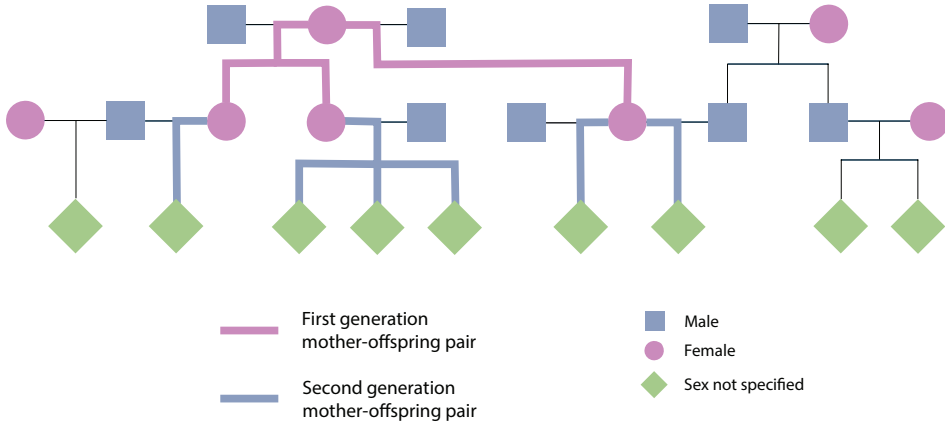 First generation
mother-offspring pair
Second generation
mother-offspring pair
Male
Female
Sex not specified